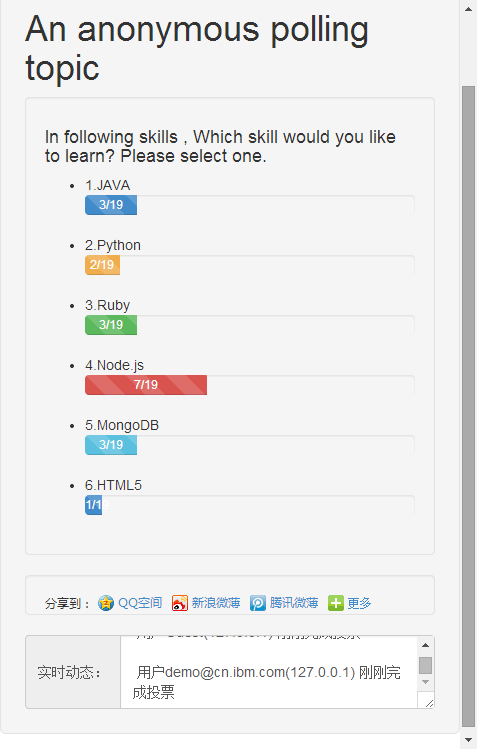 An anonymous polling
topic
In following skills , Which skill would you like
to learn? Please select one.
1.JAVA
3/19
2.Python
2/19
3.Ruby
3/19
4.Node.js
7/19
5.MongoDB
3/19
6.HTML5
1/19
分享到： QQ空间 新浪微薄 腾讯微薄 更多
实时动态：
用户demo@cn.ibm.com(127.0.0.1) 刚刚完
成投票